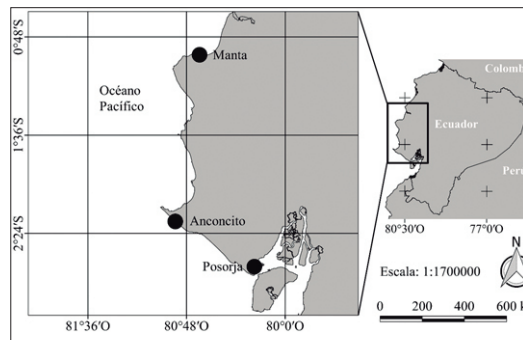 0°48'S
Manta
Océano
Pacífico
1°36'S
Anconcito
2°24'S
Posorja
81°36'O
80°48'O
80°0'O
Ecuador
80°30'O
77°0'O
N
Escala: 1:1700000
0 200 400 600